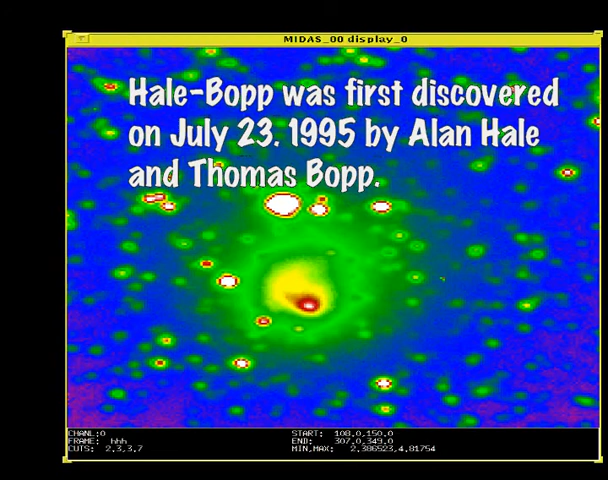 MIDAS_00 display_0
Hale-Bopp was first discovered
on July 23, 1995 by Alan Hale
and Thomas Bopp.
CHANL:0
FRAME: hhh
CUTS: 2.3,3.7
START: 108.0,150.0
END: 307.0,349.0
MIN,MAX: 2.386523,4.81754